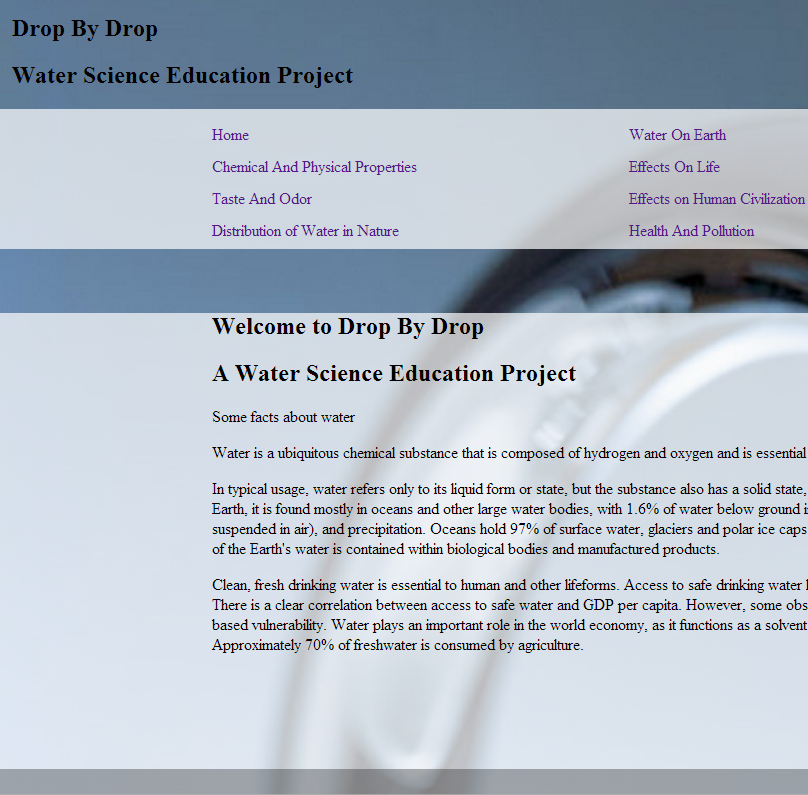 Drop By Drop
Water Science Education Project
Home
Water On Earth
Chemical And Physical Properties
Effects On Life
Taste And Odor
Effects on Human Civilization
Distribution of Water in Nature
Health And Pollution
Welcome to Drop By Drop
A Water Science Education Project
Some facts about water
Water is a ubiquitous chemical substance that is composed of hydrogen and oxygen and is essential
In typical usage, water refers only to its liquid form or state, but the substance also has a solid state,
Earth, it is found mostly in oceans and other large water bodies, with 1.6% of water below ground
suspended in air), and precipitation. Oceans hold 97% of surface water, glaciers and polar ice caps
of the Earth's water is contained within biological bodies and manufactured products.
Clean, fresh drinking water is essential to human and other lifeforms. Access to safe drinking water
There is a clear correlation between access to safe water and GDP per capita. However, some obs
based vulnerability. Water plays an important role in the world economy, as it functions as a solvent
Approximately 70% of freshwater is consumed by agriculture.